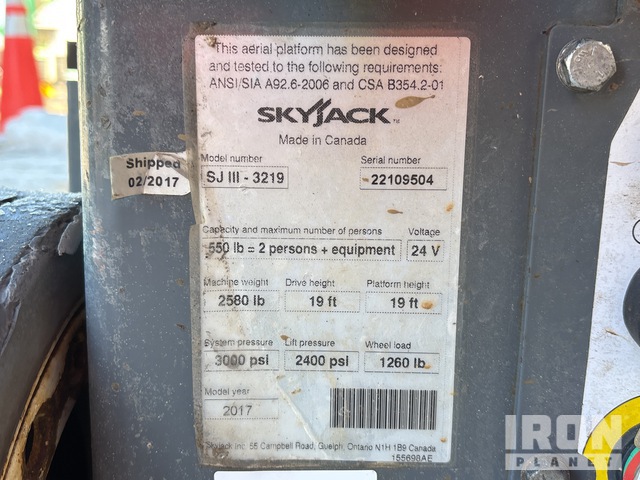 This aerial platform has been designed
and tested to the following requirements:
ANSI/SIA A92.6-2006 and CSA B354.2-01
SKYJACK
Made in Canada
Shipped
02/2017
Model number Serial number
SJ III - 3219 22109504
Capacity and maximum number of persons Voltage
550 lb = 2 persons + equipment 24 V
Machine weight Drive height Platform height
2580 lb 19 ft 19 ft
System pressure Lift pressure Wheel load
3000 psi 2400 psi 1260 lb
Model year
2017
Skyjack Inc. 55 Campbell Road, Guelph, Ontario N1H 1B9 Canada
155698AE
IRON
PLANET